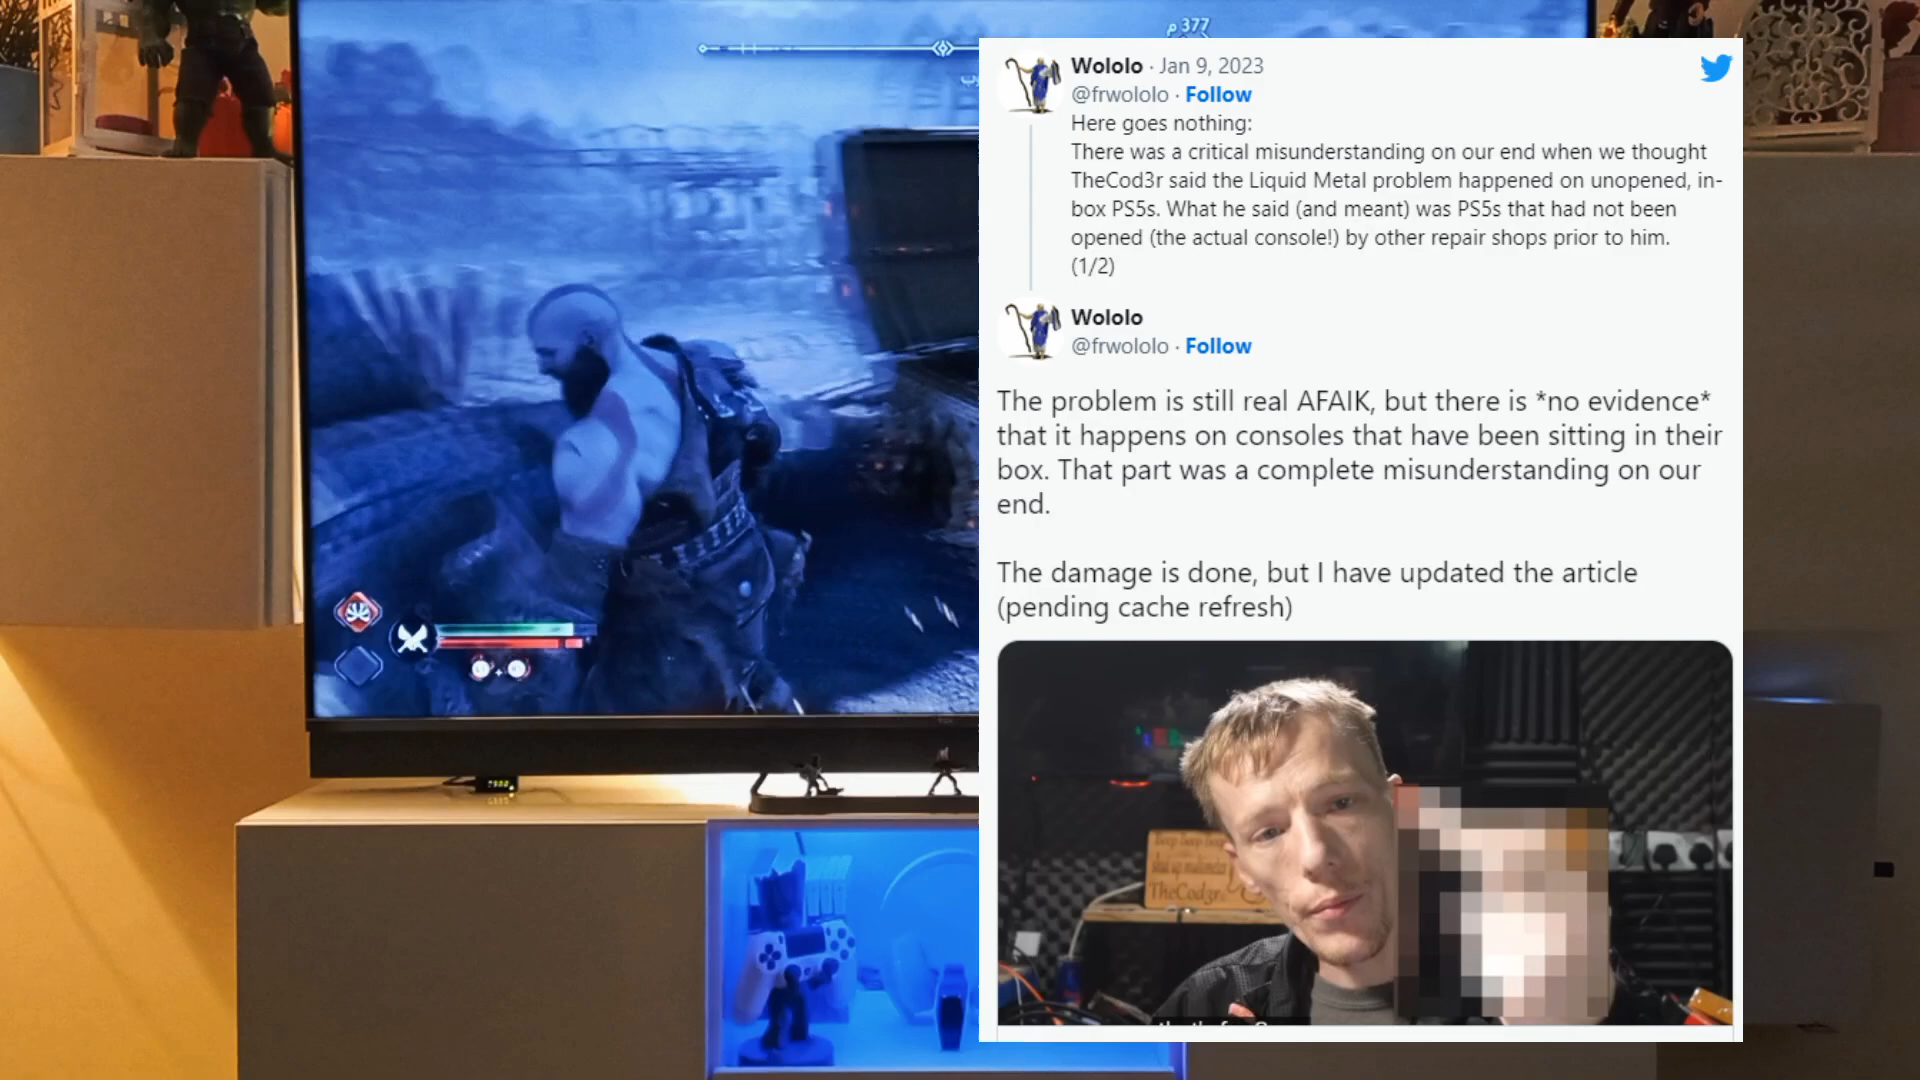 377
Wololo · Jan 9, 2023
@frwololo · Follow
Here goes nothing:
There was a critical misunderstanding on our end when we thought
TheCod3r said the Liquid Metal problem happened on unopened, in-
box PS5s. What he said (and meant) was PS5s that had not been
opened (the actual console!) by other repair shops prior to him.
(1/2)
Wololo
@frwololo · Follow
The problem is still real AFAIK, but there is *no evidence*
that it happens on consoles that have been sitting in their
box. That part was a complete misunderstanding on our
end.
The damage is done, but I have updated the article
(pending cache refresh)
Beep Beep Beep
TheCod3r